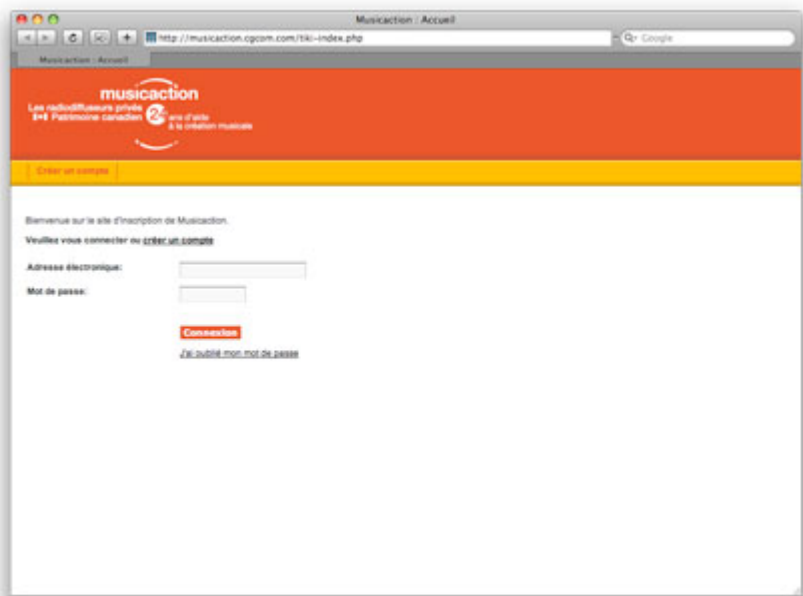 Musicaction : Accueil
http://musicaction.cgcom.com/tiki-index.php
Google
Musicaction : Accueil
musicaction
Les radiodiffuseurs privés
Patrimoine canadien
ans d'aide
à la création musicale
Créer un compte
Bienvenue sur le site d'inscription de Musicaction.
Veuillez vous connecter ou créer un compte
Adresse électronique:
Mot de passe:
Connexion
J'ai oublié mon mot de passe